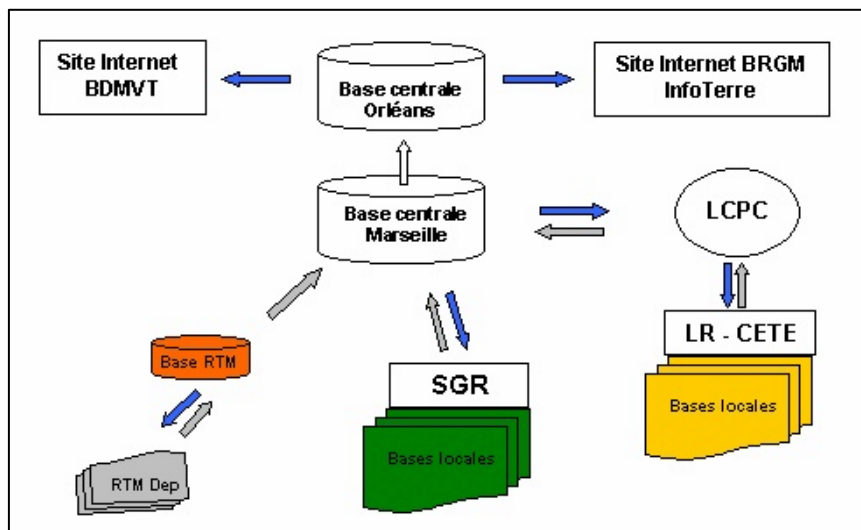 Site Internet
BDMVT
Base centrale
Orléans
Site Internet BRGM
InfoTerre
Base centrale
Marseille
LCPC
Base RTM
SGR
LR - CETE
Bases locales
Bases locales
RTM Dep